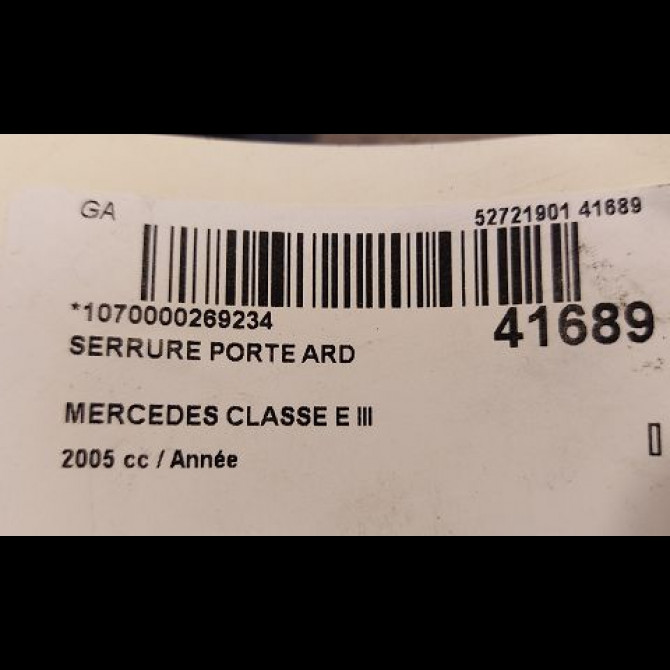 GA
52721901 41689
*1070000269234
41689
SERRURE PORTE ARD
MERCEDES CLASSE E III
2005 cc / Année